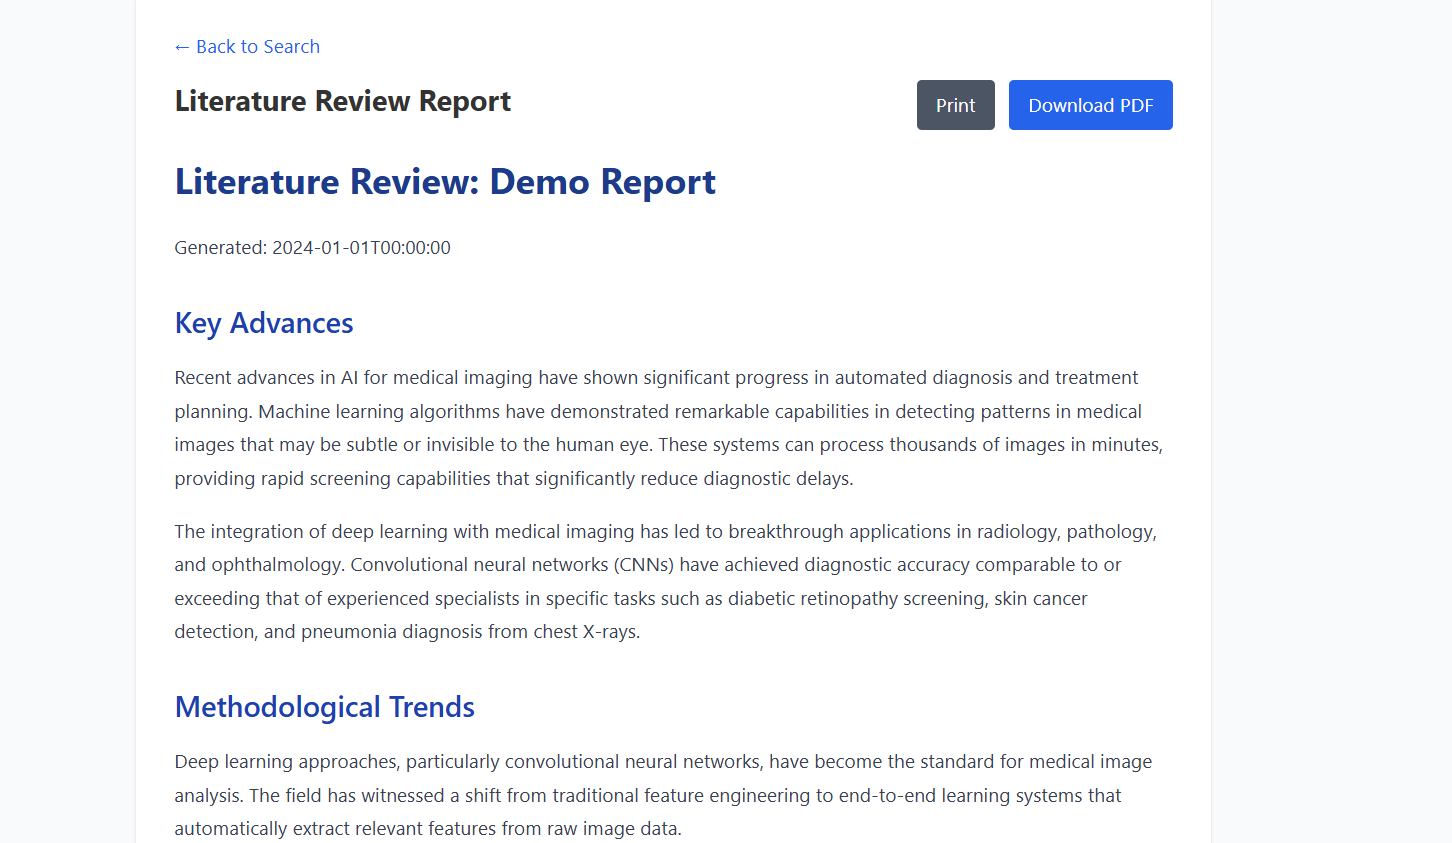 ← Back to Search
Literature Review Report
Print
Download PDF
Literature Review: Demo Report
Generated: 2024-01-01T00:00:00
Key Advances
Recent advances in AI for medical imaging have shown significant progress in automated diagnosis and treatment
planning. Machine learning algorithms have demonstrated remarkable capabilities in detecting patterns in medical
images that may be subtle or invisible to the human eye. These systems can process thousands of images in minutes,
providing rapid screening capabilities that significantly reduce diagnostic delays.
The integration of deep learning with medical imaging has led to breakthrough applications in radiology, pathology,
and ophthalmology. Convolutional neural networks (CNNs) have achieved diagnostic accuracy comparable to or
exceeding that of experienced specialists in specific tasks such as diabetic retinopathy screening, skin cancer
detection, and pneumonia diagnosis from chest X-rays.
Methodological Trends
Deep learning approaches, particularly convolutional neural networks, have become the standard for medical image
analysis. The field has witnessed a shift from traditional feature engineering to end-to-end learning systems that
automatically extract relevant features from raw image data.